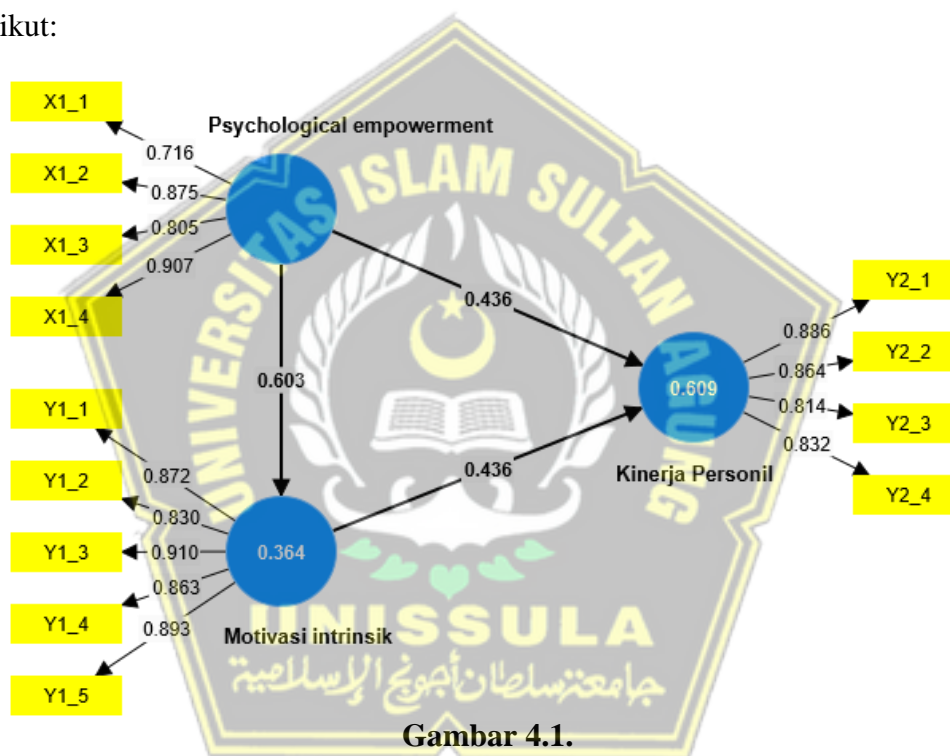 ikut:
X1_1
X1_2
X1_3
X1_4
0.716
0.875
0.805
0.907
Psychological empowerment
0.436
0.603
Y1_1
Y1_2
Y1_3
Y1_4
Y1_5
0.872
0.830
0.910
0.863
0.893
0.364
Motivasi intrinsik
0.436
0.609
Kinerja Personil
0.886
0.864
0.814
0.832
Y2_1
Y2_2
Y2_3
Y2_4
UNIVERSITAS ISLAM SULTAN AGUNG
UNISSULA
جامعة سلطان أجونج الإسلامية
Gambar 4.1.